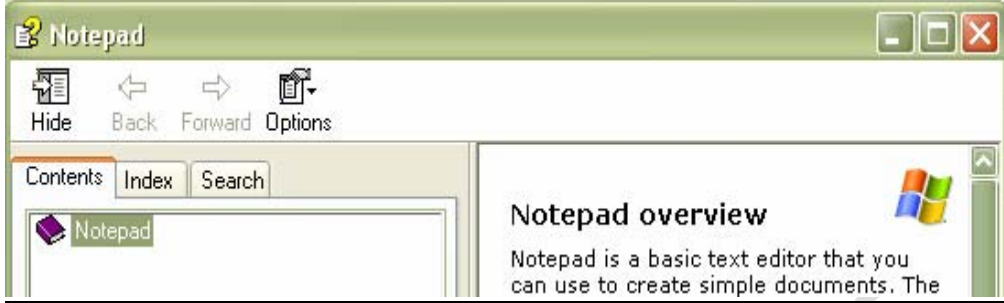 Notepad
Hide Back Forward Options
Contents Index Search
Notepad
Notepad overview
Notepad is a basic text editor that you
can use to create simple documents. The